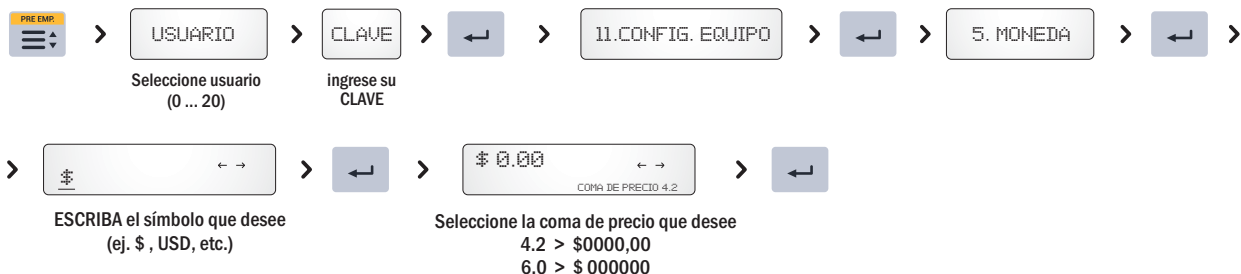 PRE EMP.
USUARIO
CLAVE
11.CONFIG. EQUIPO
5. MONEDA
Seleccione usuario
(0 ... 20)
ingrese su
CLAVE
$ ← →
$ 0.00 ← →
COMA DE PRECIO 4.2
ESCRIBA el símbolo que desee
(ej. $ , USD, etc.)
Seleccione la coma de precio que desee
4.2 > $0000,00
6.0 > $ 000000